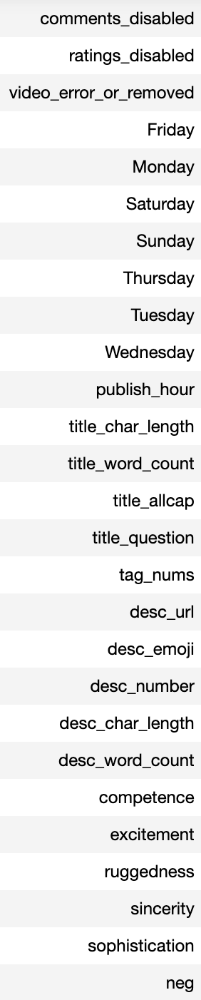 comments_disabled
ratings_disabled
video_error_or_removed
Friday
Monday
Saturday
Sunday
Thursday
Tuesday
Wednesday
publish_hour
title_char_length
title_word_count
title_allcap
title_question
tag_nums
desc_url
desc_emoji
desc_number
desc_char_length
desc_word_count
competence
excitement
ruggedness
sincerity
sophistication
neg